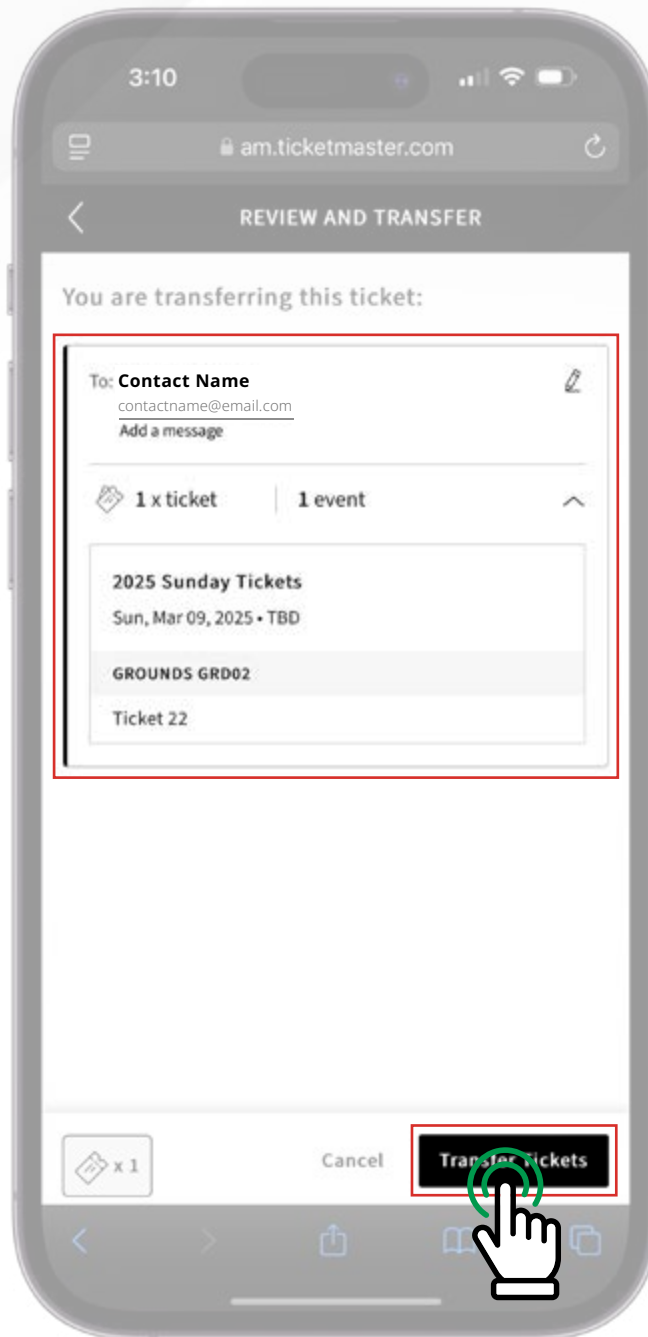 3:10
am.ticketmaster.com
REVIEW AND TRANSFER
You are transferring this ticket:
To: Contact Name
contactname@email.com
Add a message
1 x ticket 1 event
2025 Sunday Tickets
Sun, Mar 09, 2025 • TBD
GROUNDS GRD02
Ticket 22
x 1 Cancel Transfer Tickets